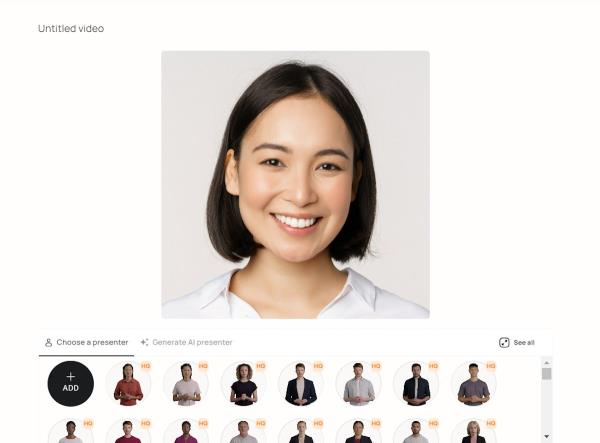 Untitled video
Choose a presenter
Generate AI presenter
See all
ADD
HQ HQ HQ HQ HQ HQ HQ
HQ HQ HQ HQ HQ HQ HQ HQ